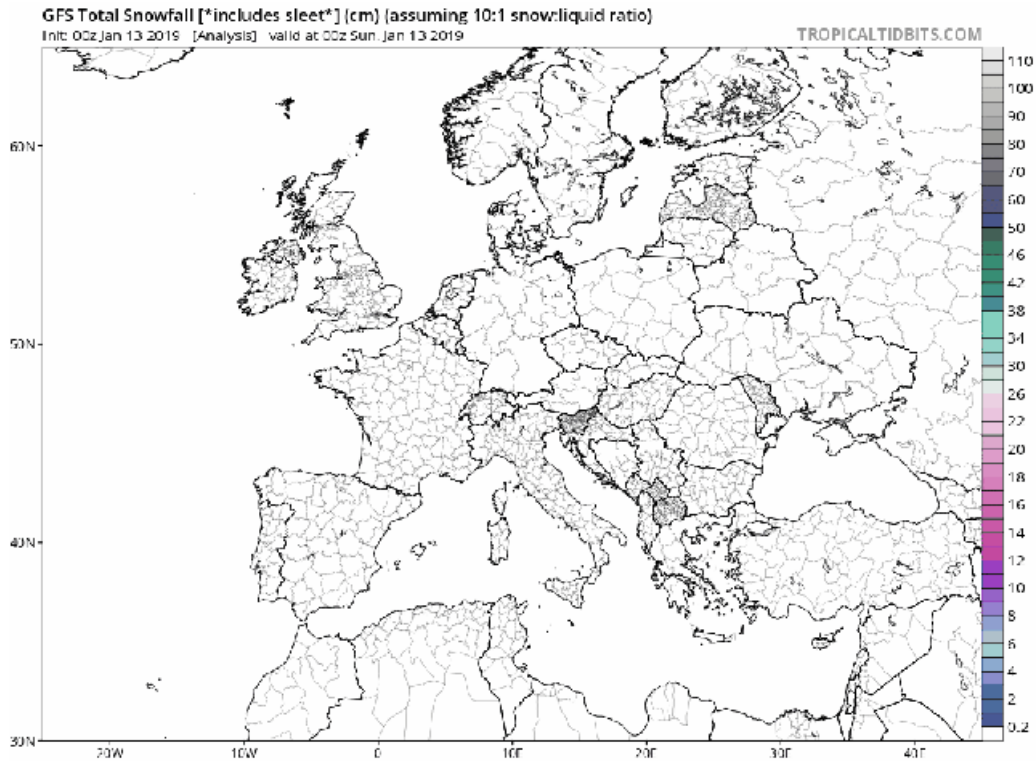 GFS Total Snowfall [*includes sleet*] (cm) (assuming 10:1 snow:liquid ratio)
Init: 00z Jan 13 2019 [Analysis] valid at 00z Sun, Jan 13 2019
TROPICALTIDBITS.COM
110
100
90
80
70
60
50
46
42
38
34
30
26
22
20
18
16
14
12
10
8
6
4
2
0.2
60N
50N
40N
30N
20W
10W
0
10E
20E
30E
40E